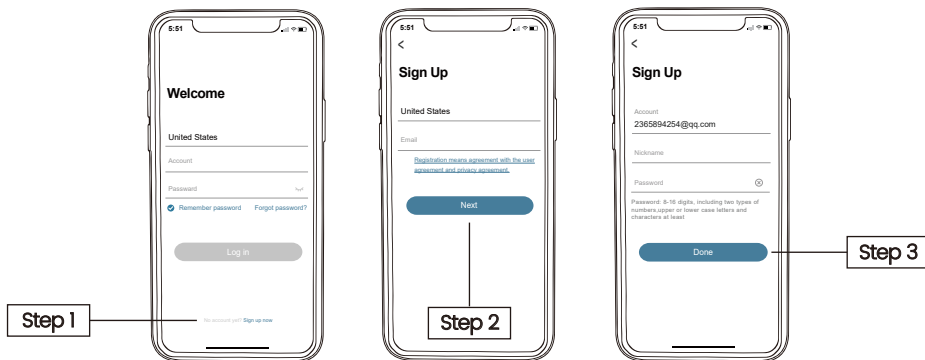 5:51
Welcome
United States
Account
Password
Remember password Forgot password?
Log in
No account yet? Sign up now
Step 1
5:51
Sign Up
United States
Email
Registration means agreement with the user
agreement and privacy agreement.
Next
Step 2
5:51
Sign Up
Account
2365894254@qq.com
Nickname
Password
Password: 8-16 digits, including two types of
numbers,upper or lower case letters and
characters at least
Done
Step 3